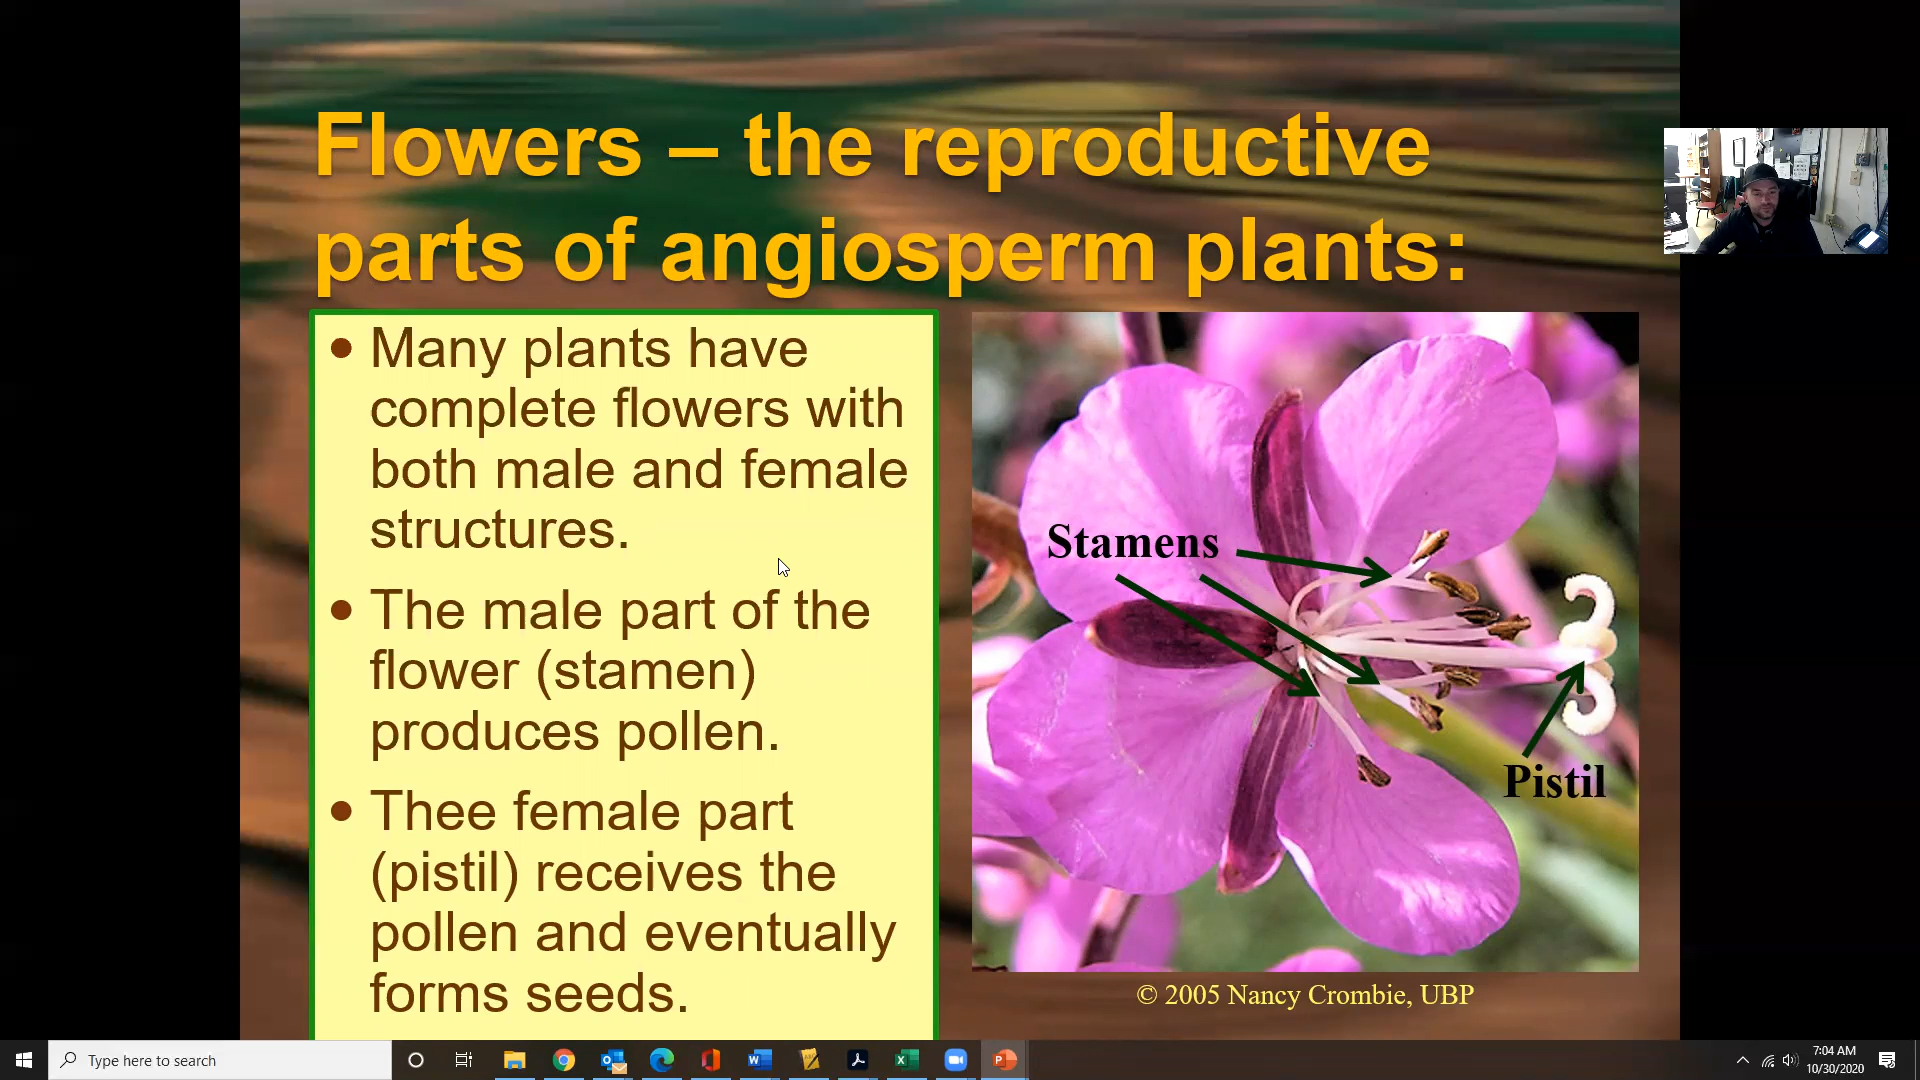 Flowers – the reproductive
parts of angiosperm plants:
• Many plants have
complete flowers with
both male and female
structures.
• The male part of the
flower (stamen)
produces pollen.
• Thee female part
(pistil) receives the
pollen and eventually
forms seeds.
Stamens
Pistil
© 2005 Nancy Crombie, UBP
Type here to search
7:04 AM
10/30/2020